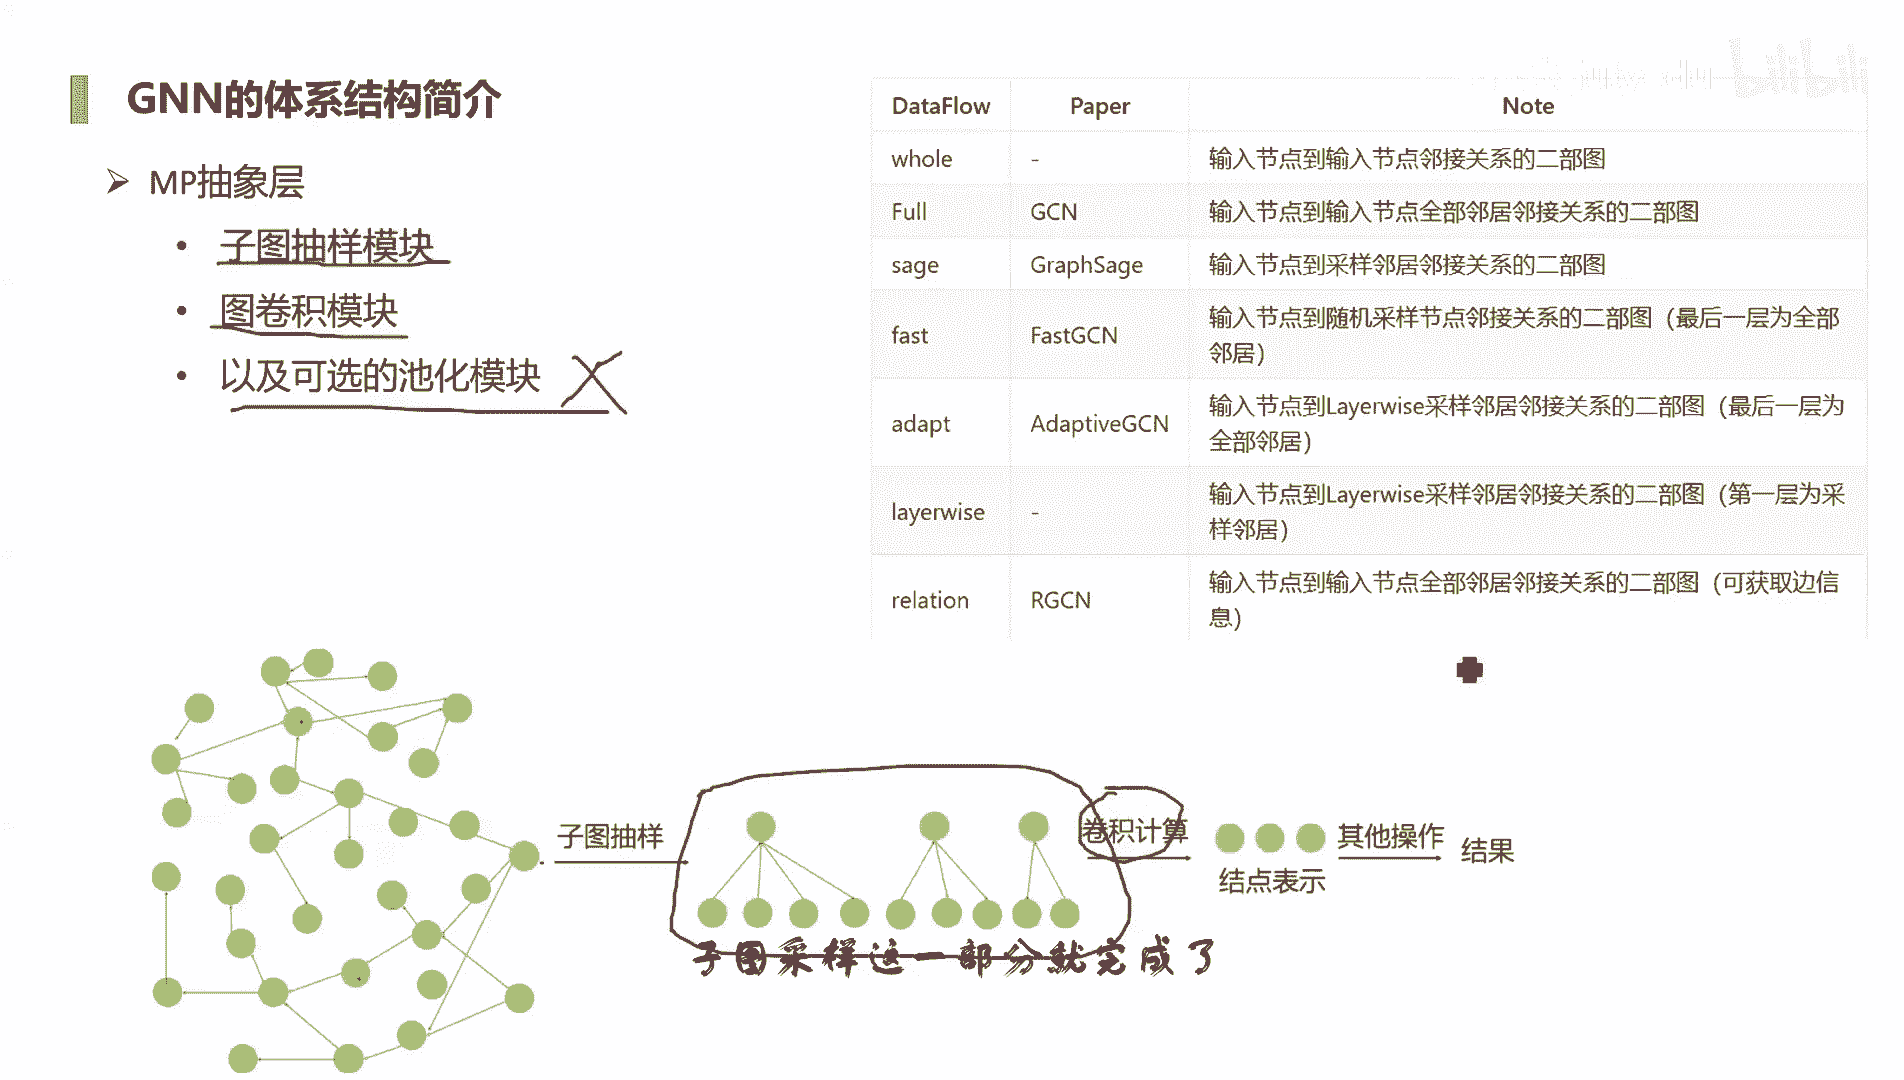 GNN的体系结构简介
MP抽象层
子图抽样模块
图卷积模块
以及可选的池化模块
bilibili
DataFlow Paper Note
whole - 输入节点到输入节点邻接关系的二部图
Full GCN 输入节点到输入节点全部邻居邻接关系的二部图
sage GraphSage 输入节点到采样邻居邻接关系的二部图
fast FastGCN 输入节点到随机采样节点邻接关系的二部图（最后一层为全部
邻居）
adapt AdaptiveGCN 输入节点到Layerwise采样邻居邻接关系的二部图（最后一层为
全部邻居）
layerwise - 输入节点到Layerwise采样邻居邻接关系的二部图（第一层为采
样邻居）
relation RGCN 输入节点到输入节点全部邻居邻接关系的二部图（可获取边信
息）
子图抽样
卷积计算
结点表示
其他操作
结果
子图采样这一部分就完成了